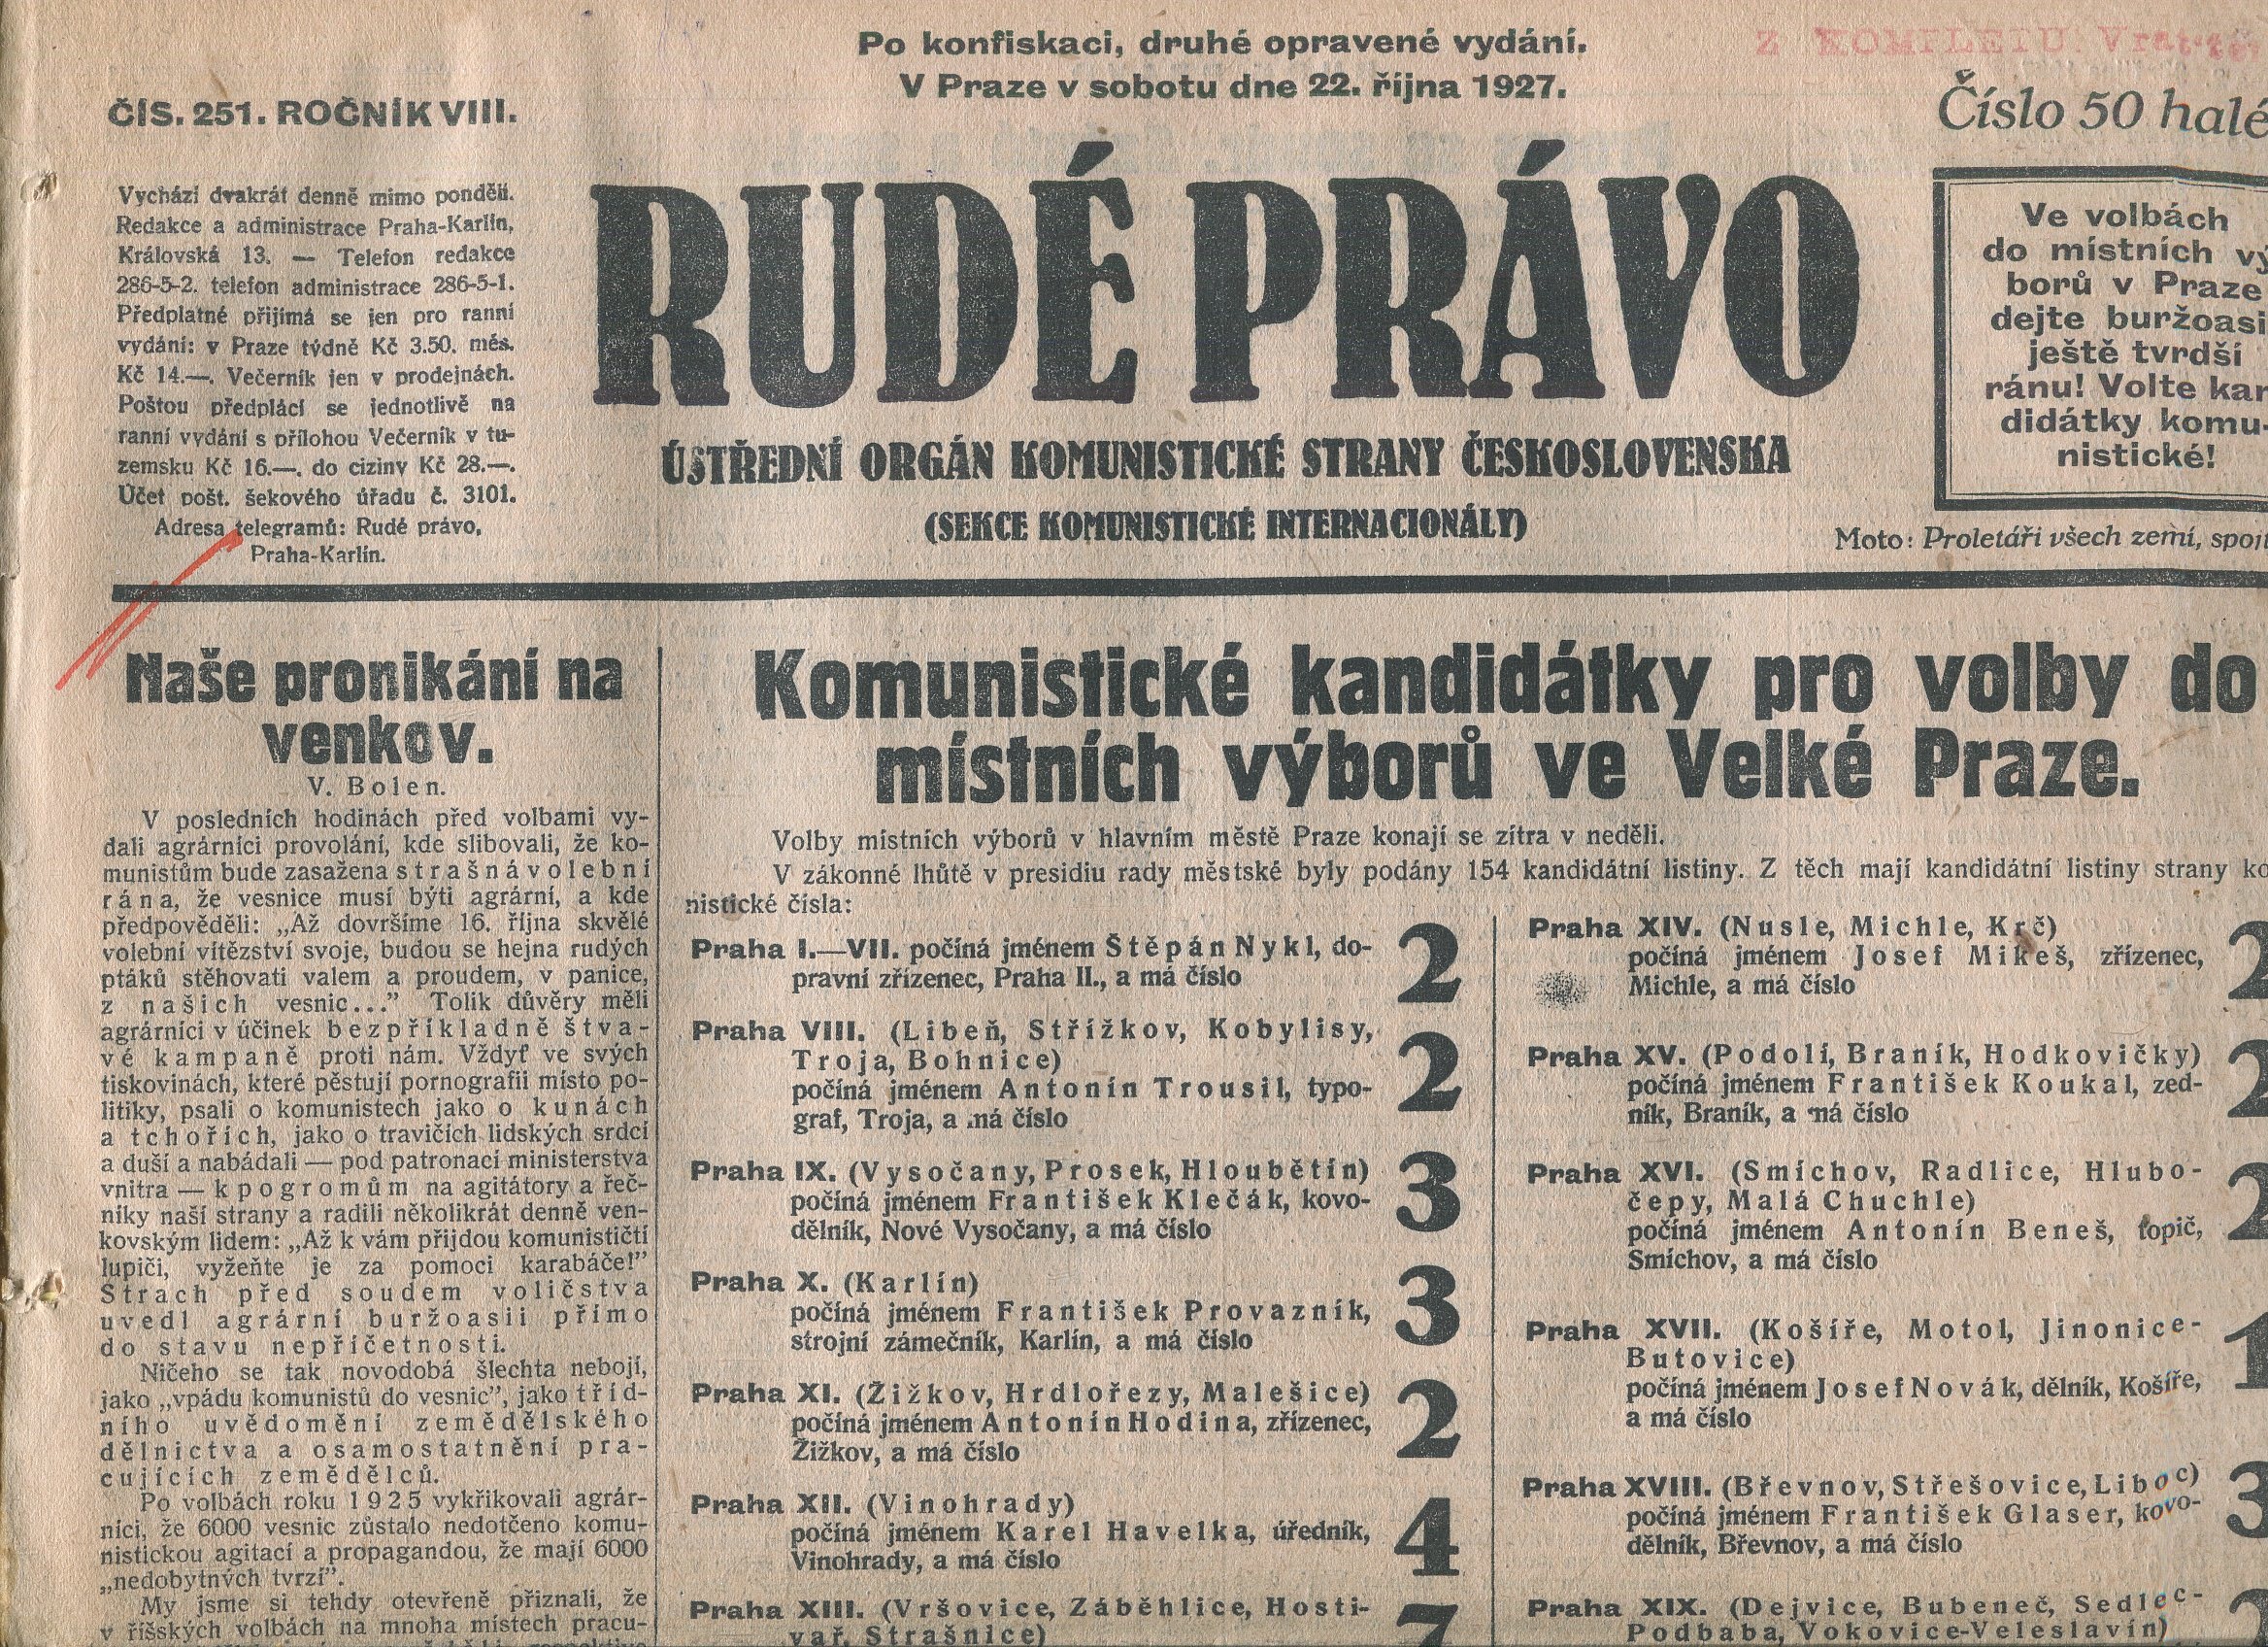 Po konfiskaci, druhé opravené vydání.
V Praze v sobotu dne 22. října 1927.
Z KOMPLETU
ČÍS. 251. ROČNÍK VIII.
Číslo 50 halé
Vychází dvakrát denně mimo pondělí.
Redakce a administrace Praha-Karlín,
Královská 13. — Telefon redakce
286-5-2. telefon administrace 286-5-1.
Předplatné přijímá se jen pro ranní
vydání: v Praze týdně Kč 3.50. měs.
Kč 14.—. Večerník jen v prodejnách.
Poštou předplácí se jednotlivě na
ranní vydání s přílohou Večerník v tu-
zemsku Kč 16.—. do ciziny Kč 28.—.
Účet pošt. šekového úřadu č. 3101.
Adresa telegramů: Rudé právo,
Praha-Karlín.
RUDÉ PRÁVO
ÚSTŘEDNÍ ORGÁN KOMUNISTICKÉ STRANY ČESKOSLOVENSKA
(SEKCE KOMUNISTICKÉ INTERNACIONÁLY)
Ve volbách
do místních vý
borů v Praze
dejte buržoasi
ještě tvrdší
ránu! Volte kan
didátky komu-
nistické!
Moto: Proletáři všech zemí, spojt
Naše pronikání na
venkov.
V. Bolen.
V posledních hodinách před volbami vy-
dali agrárníci provolání, kde slibovali, že ko-
munistům bude zasažena strašná volební
rána, že vesnice musí býti agrární, a kde
předpověděli: „Až dovršíme 16. října skvělé
volební vítězství svoje, budou se hejna rudých
ptáků stěhovati valem a proudem, v panice,
z našich vesnic...” Tolik důvěry měli
agrárníci v účinek bezpříkladně štva-
vé kampaně proti nám. Vždyť ve svých
tiskovinách, které pěstují pornografii místo po-
litiky, psali o komunistech jako o kunách
a tchořích, jako o travičích lidských srdcí
a duší a nabádali — pod patronací ministerstva
vnitra — k pogromům na agitátory a řeč-
níky naší strany a radili několikrát denně ven-
kovským lidem: „Až k vám přijdou komunističtí
lupiči, vyžeňte je za pomoci karabáče!”
Strach před soudem voličstva
uvedl agrární buržoasii přímo
do stavu nepříčetnosti.
Ničeho se tak novodobá šlechta nebojí,
jako „vpádu komunistů do vesnic”, jako tříd-
ního uvědomění zemědělského
dělnictva a osamostatnění pra-
cujících zemědělců.
Po volbách roku 1925 vykřikovali agrár-
níci, že 6000 vesnic zůstalo nedotčeno komu-
nistickou agitací a propagandou, že mají 6000
„nedobytných tvrzí”.
My jsme si tehdy otevřeně přiznali, že
v říšských volbách na mnoha místech pracu-
Komunistické kandidátky pro volby do
místních výborů ve Velké Praze.
Volby místních výborů v hlavním městě Praze konají se zítra v neděli.
V zákonné lhůtě v presidiu rady městské byly podány 154 kandidátní listiny. Z těch mají kandidátní listiny strany ko
nistické čísla:
Praha I.—VII. počíná jménem Štěpán Nykl, do-
pravní zřízenec, Praha II., a má číslo 2
Praha VIII. (Libeň, Střížkov, Kobylisy,
Troja, Bohnice)
počíná jménem Antonín Trousil, typo-
graf, Troja, a má číslo 2
Praha IX. (Vysočany, Prosek, Hloubětín)
počíná jménem František Klečák, kovo-
dělník, Nové Vysočany, a má číslo 3
Praha X. (Karlín)
počíná jménem František Provazník,
strojní zámečník, Karlín, a má číslo 3
Praha XI. (Žižkov, Hrdlořezy, Malešice)
počíná jménem Antonín Hodina, zřízenec,
Žižkov, a má číslo 2
Praha XII. (Vinohrady)
počíná jménem Karel Havelka, úředník,
Vinohrady, a má číslo 4
Praha XIII. (Vršovice, Záběhlice, Hosti-
vař, Strašnice) 7
Praha XIV. (Nusle, Michle, Krč)
počíná jménem Josef Mikeš, zřízenec,
Michle, a má číslo 2
Praha XV. (Podolí, Braník, Hodkovičky)
počíná jménem František Koukal, zed-
ník, Braník, a má číslo 2
Praha XVI. (Smíchov, Radlice, Hlubo-
čepy, Malá Chuchle)
počíná jménem Antonín Beneš, topič,
Smíchov, a má číslo 2
Praha XVII. (Košíře, Motol, Jinonice-
Butovice)
počíná jménem Josef Novák, dělník, Košíře,
a má číslo 1
Praha XVIII. (Břevnov, Střešovice, Liboc)
počíná jménem František Glaser, kovo-
dělník, Břevnov, a má číslo 3
Praha XIX. (Dejvice, Bubeneč, Sedlec-
Podbaba, Vokovice-Veleslavín) 2